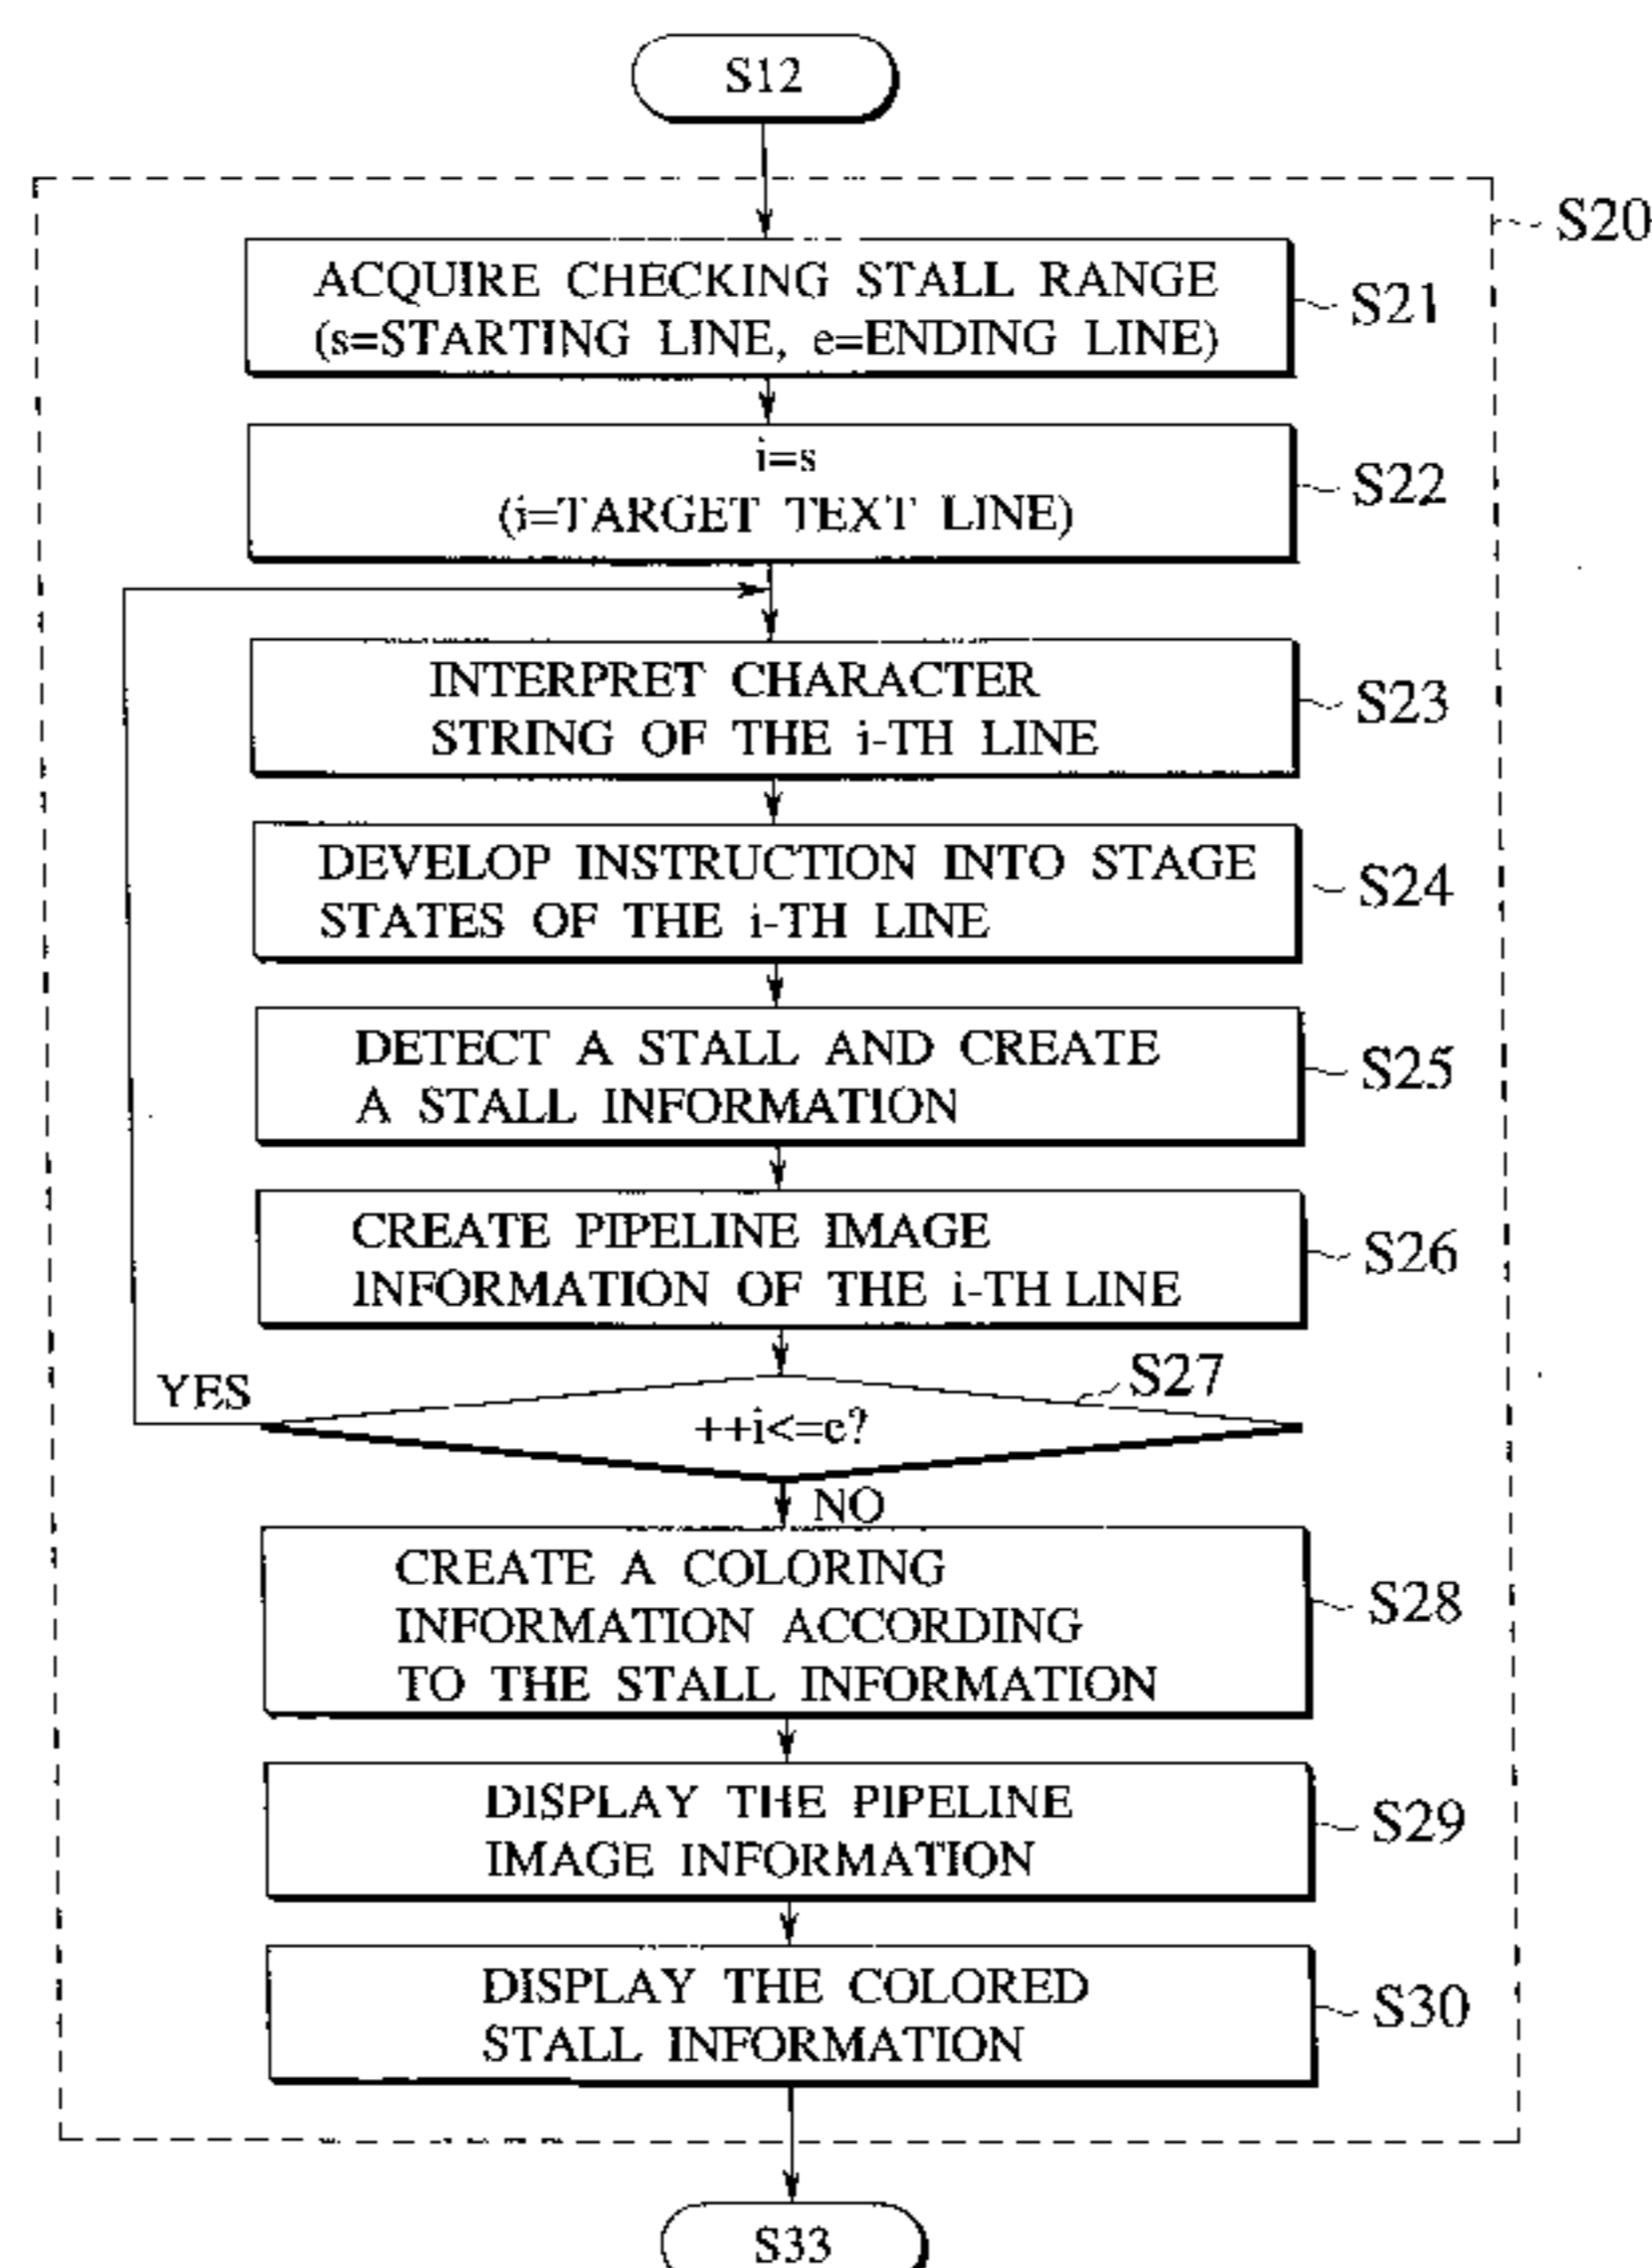 S12
S20
ACQUIRE CHECKING STALL RANGE
(s=STARTING LINE, e=ENDING LINE)
S21
i=s
(i=TARGET TEXT LINE)
S22
INTERPRET CHARACTER
STRING OF THE i-TH LINE
S23
DEVELOP INSTRUCTION INTO STAGE
STATES OF THE i-TH LINE
S24
DETECT A STALL AND CREATE
A STALL INFORMATION
S25
CREATE PIPELINE IMAGE
INFORMATION OF THE i-TH LINE
S26
S27
YES
++i<=e?
NO
CREATE A COLORING
INFORMATION ACCORDING
TO THE STALL INFORMATION
S28
DISPLAY THE PIPELINE
IMAGE INFORMATION
S29
DISPLAY THE COLORED
STALL INFORMATION
S30
S33